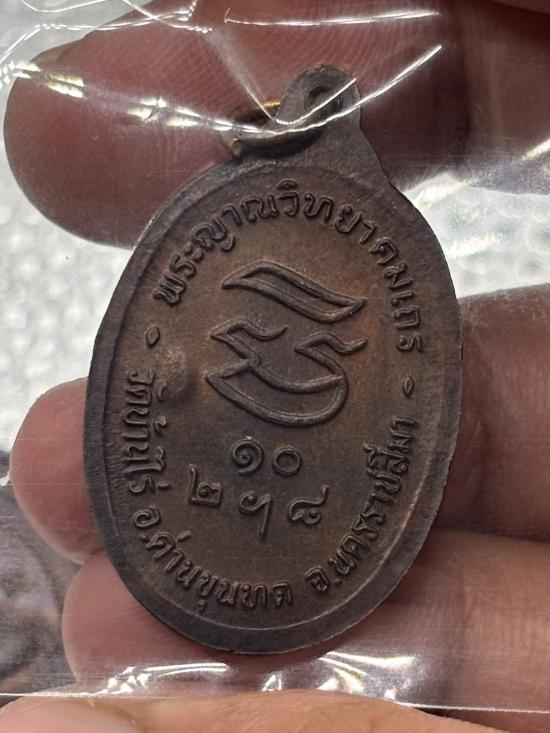 พระญาณวิทยาคมเถร
๑๐
๒ ฯ ๘
วัดบ้านไร่ อ.ด่านขุนทด จ.นครราชสีมา